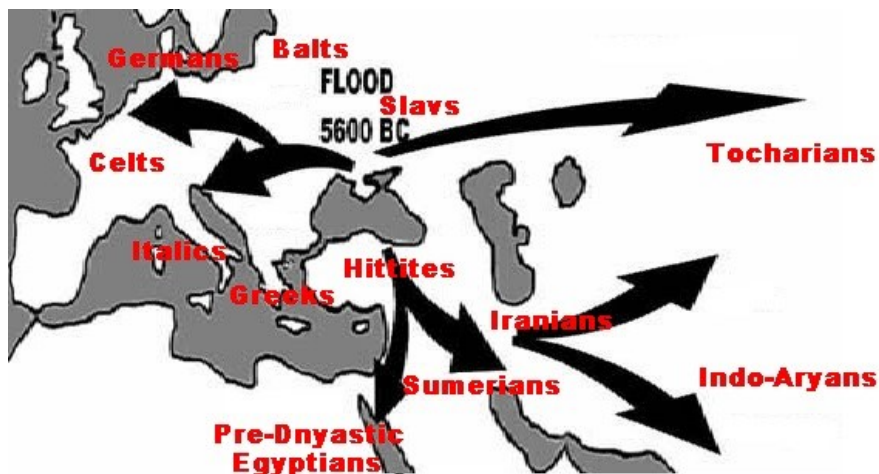 Germans
Balts
FLOOD
Slavs
5600 BC
Celts
Tocharians
Italics
Hittites
Greeks
Iranians
Sumerians
Indo-Aryans
Pre-Dnyastic
Egyptians